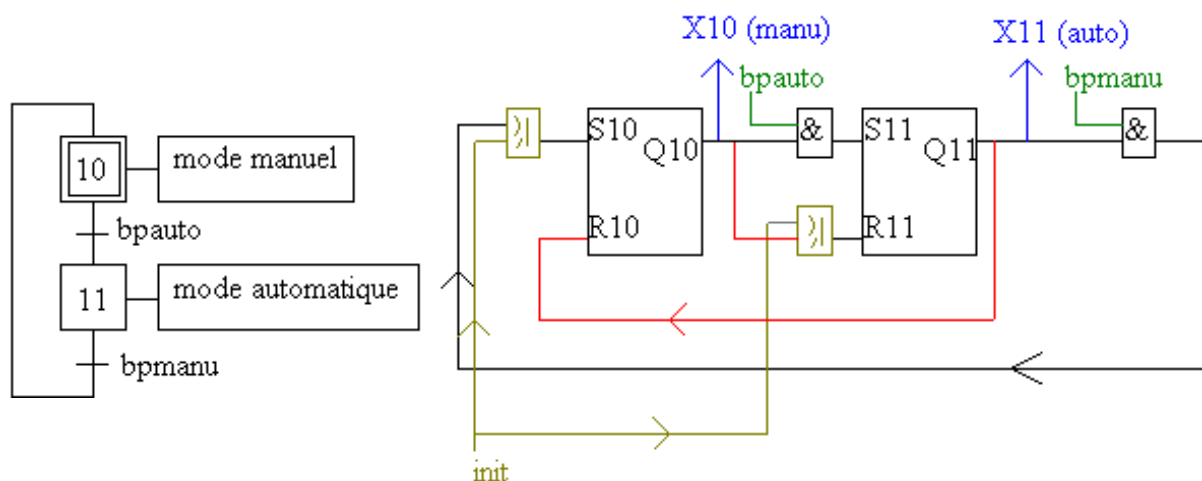 10
mode manuel
bpauto
11
mode automatique
bpmanu
X10 (manu)
X11 (auto)
bpauto
bpmanu
S10
Q10
R10
&
S11
Q11
R11
&
init